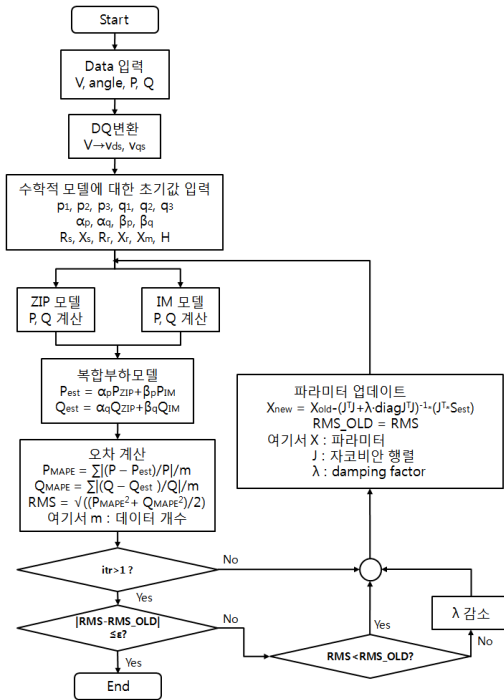 Start
Data 입력
V, angle, P, Q
DQ변환
V→vds, vqs
수학적 모델에 대한 초기값 입력
p1, p2, p3, q1, q2, q3
αp, αq, βp, βq
Rs, Xs, Rr, Xr, Xm, H
ZIP 모델
P, Q 계산
IM 모델
P, Q 계산
복합부하모델
Pest = αpPZIP+βpPIM
Qest = αqQZIP+βqQIM
오차 계산
PMAPE = ∑|(P – Pest)/P|/m
QMAPE = ∑|(Q – Qest )/Q|/m
RMS = √((PMAPE²+ QMAPE²)/2)
여기서 m : 데이터 개수
itr>1 ?
No
Yes
|RMS-RMS_OLD|
≤ε?
No
Yes
End
RMS<RMS_OLD?
Yes
No
λ 감소
파라미터 업데이트
Xnew = Xold-(JᵀJ+λ·diagJᵀJ)⁻¹*(Jᵀ*Sest)
RMS_OLD = RMS
여기서 X : 파라미터
J : 자코비안 행렬
λ : damping factor